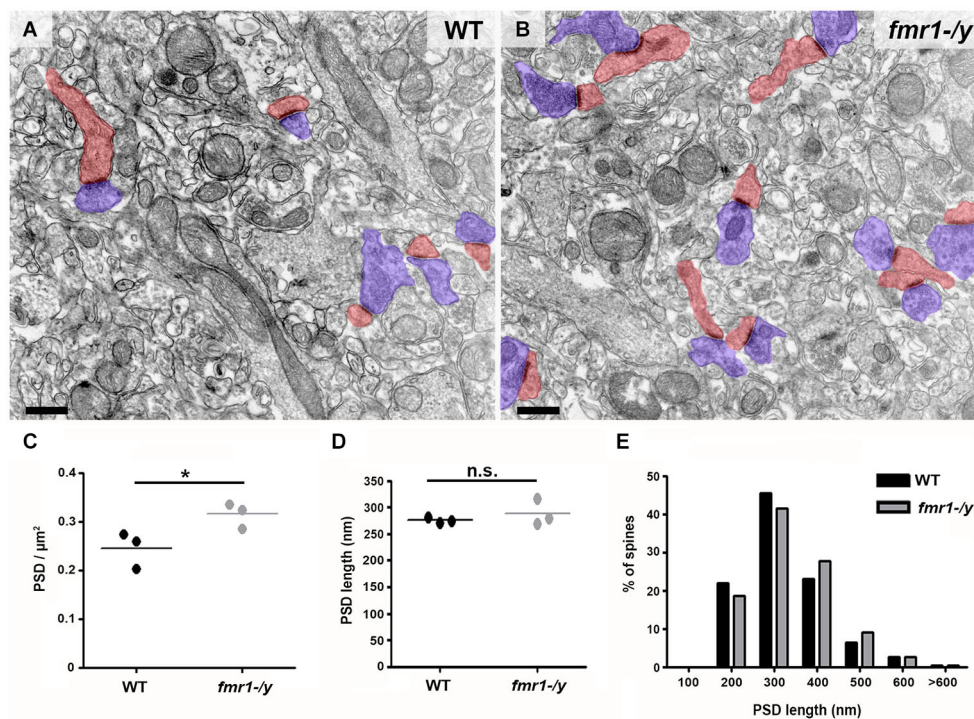 A WT
B fmr1-/y
C
PSD / µm²
0.4
0.3
0.2
0.1
0
*
WT fmr1-/y
D
PSD length (nm)
350
300
250
200
150
100
50
0
n.s.
WT fmr1-/y
E
% of spines
50
40
30
20
10
0
WT
fmr1-/y
100 200 300 400 500 600 >600
PSD length (nm)